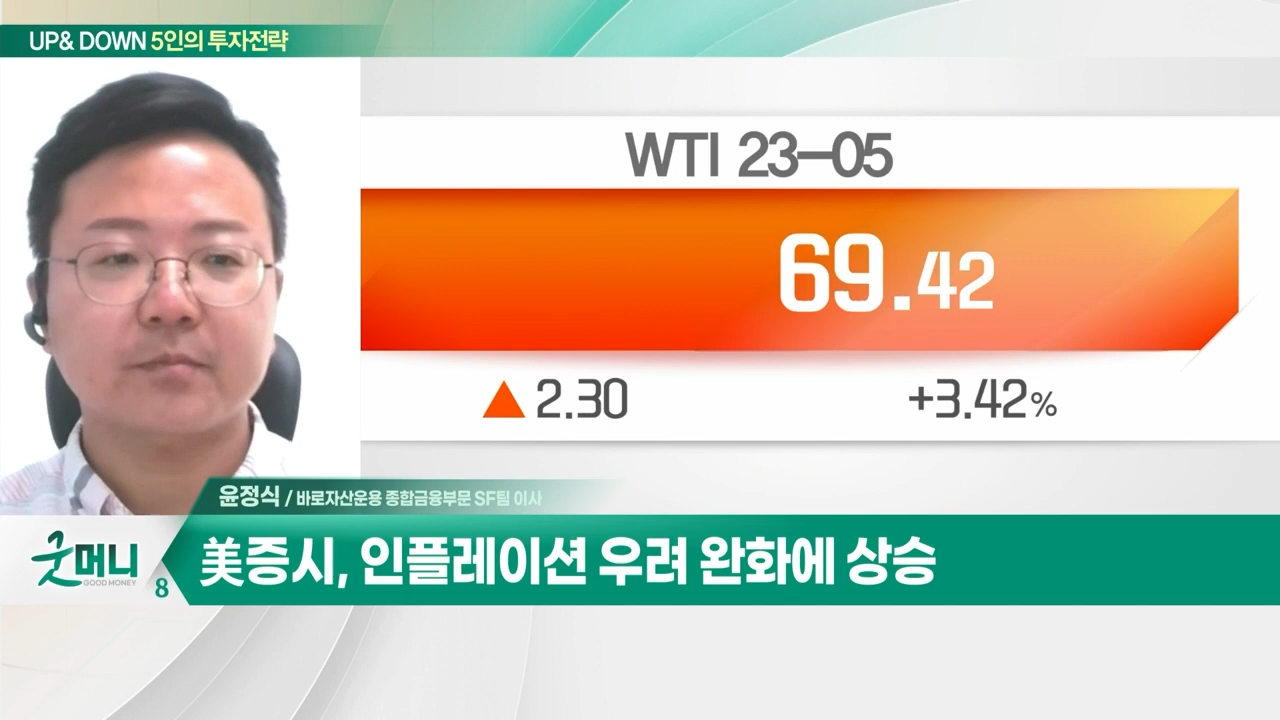 UP& DOWN 5인의 투자전략
WTI 23-05
69.42
▲ 2.30 +3.42%
윤정식 / 바로자산운용 종합금융부문 SF팀 이사
굿머니
GOOD MONEY
8
美증시, 인플레이션 우려 완화에 상승